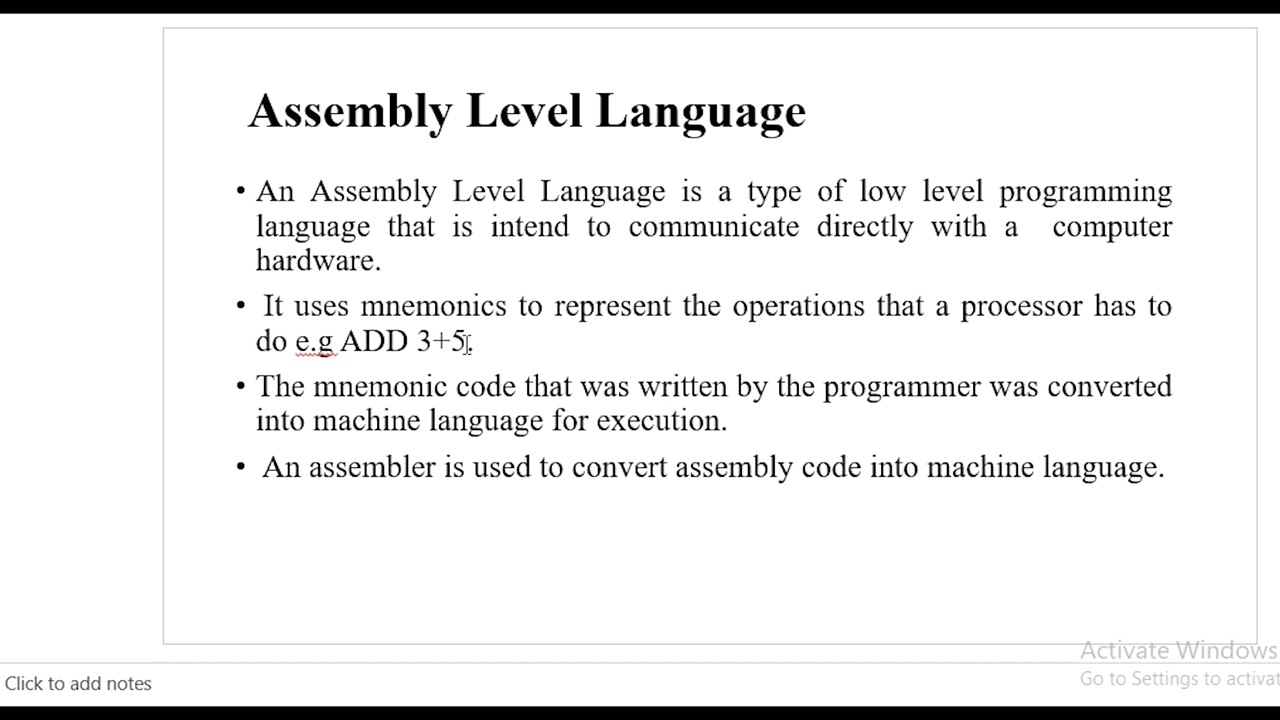 Assembly Level Language
• An Assembly Level Language is a type of low level programming
language that is intend to communicate directly with a computer
hardware.
• It uses mnemonics to represent the operations that a processor has to
do e.g ADD 3+5.
• The mnemonic code that was written by the programmer was converted
into machine language for execution.
• An assembler is used to convert assembly code into machine language.
Activate Windows
Go to Settings to activat
Click to add notes